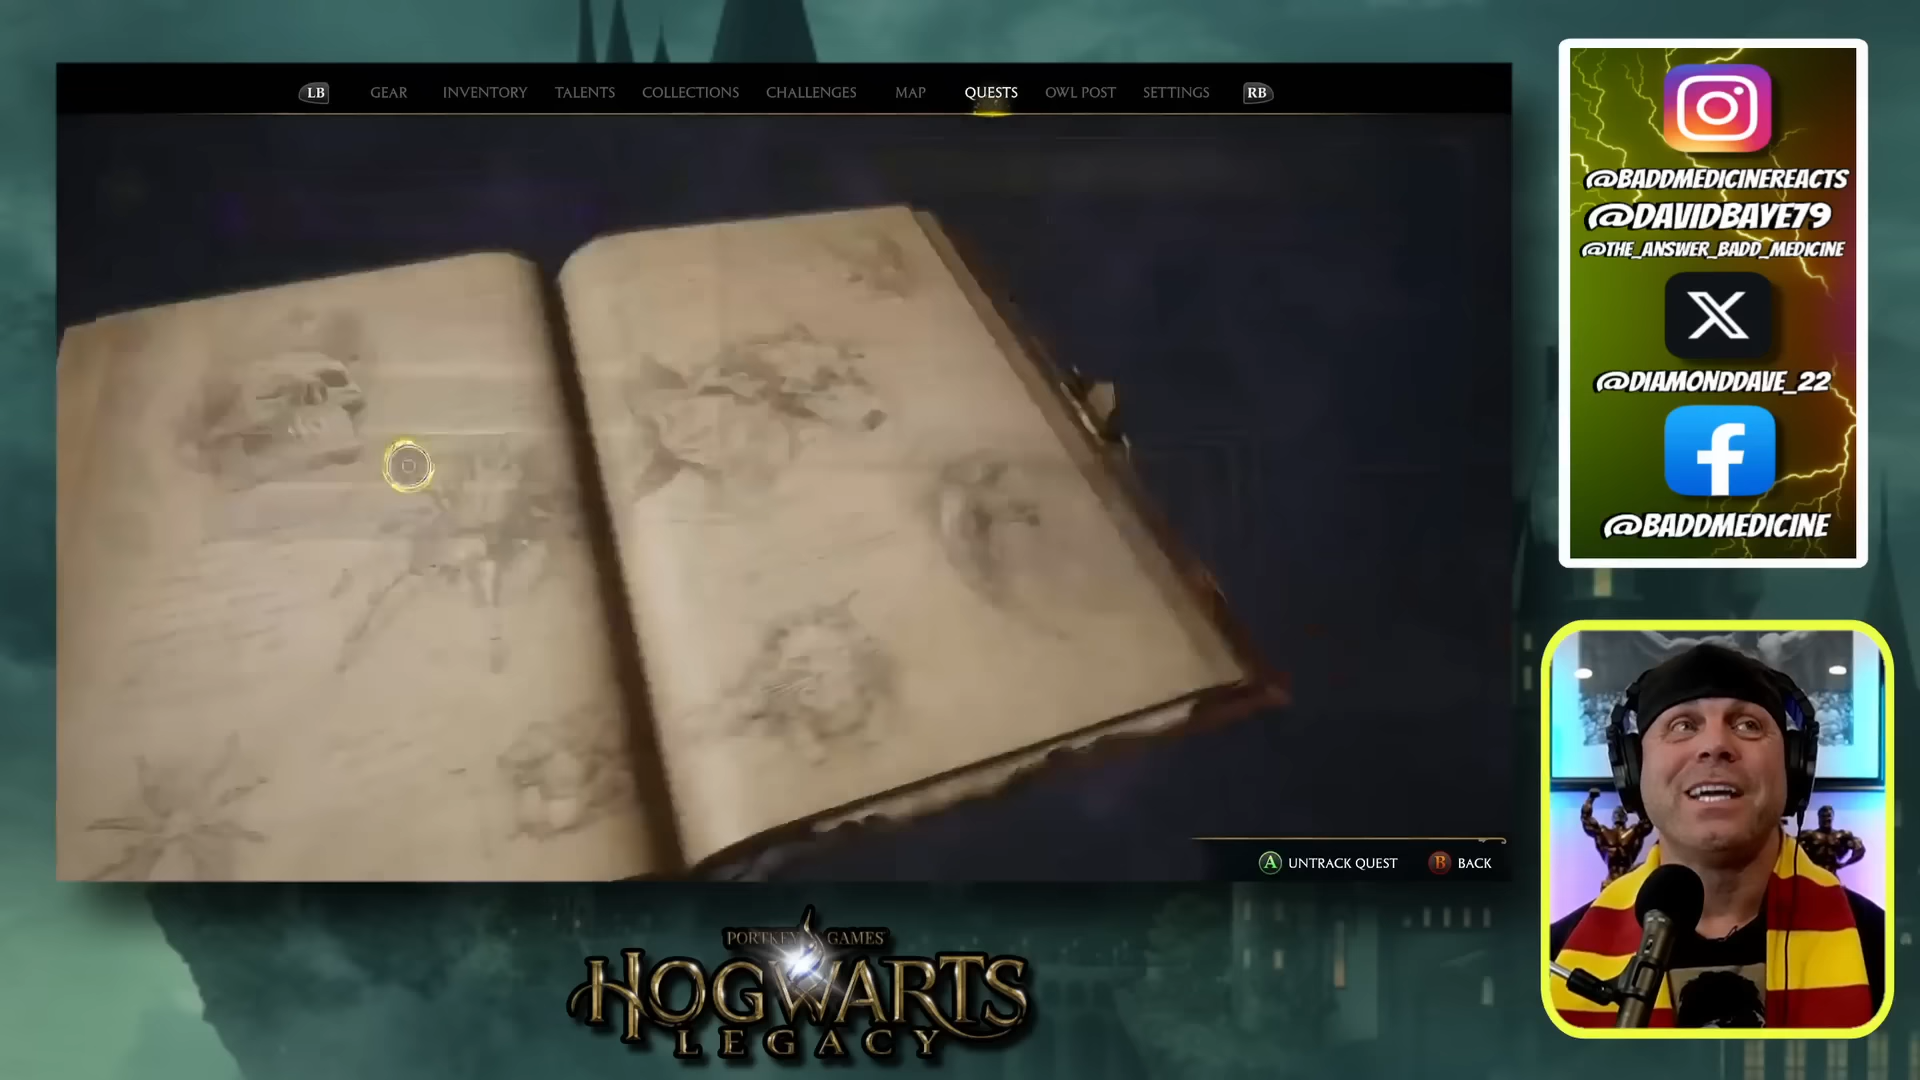 LB GEAR INVENTORY TALENTS COLLECTIONS CHALLENGES MAP QUESTS OWL POST SETTINGS RB
A UNTRACK QUEST B BACK
PORTKEY GAMES
HOGWARTS
LEGACY
@BADDMEDICINEREACTS
@DAVIDBAYE79
@THE_ANSWER_BADD_MEDICINE
X
@DIAMONDDAVE_22
f
@BADDMEDICINE